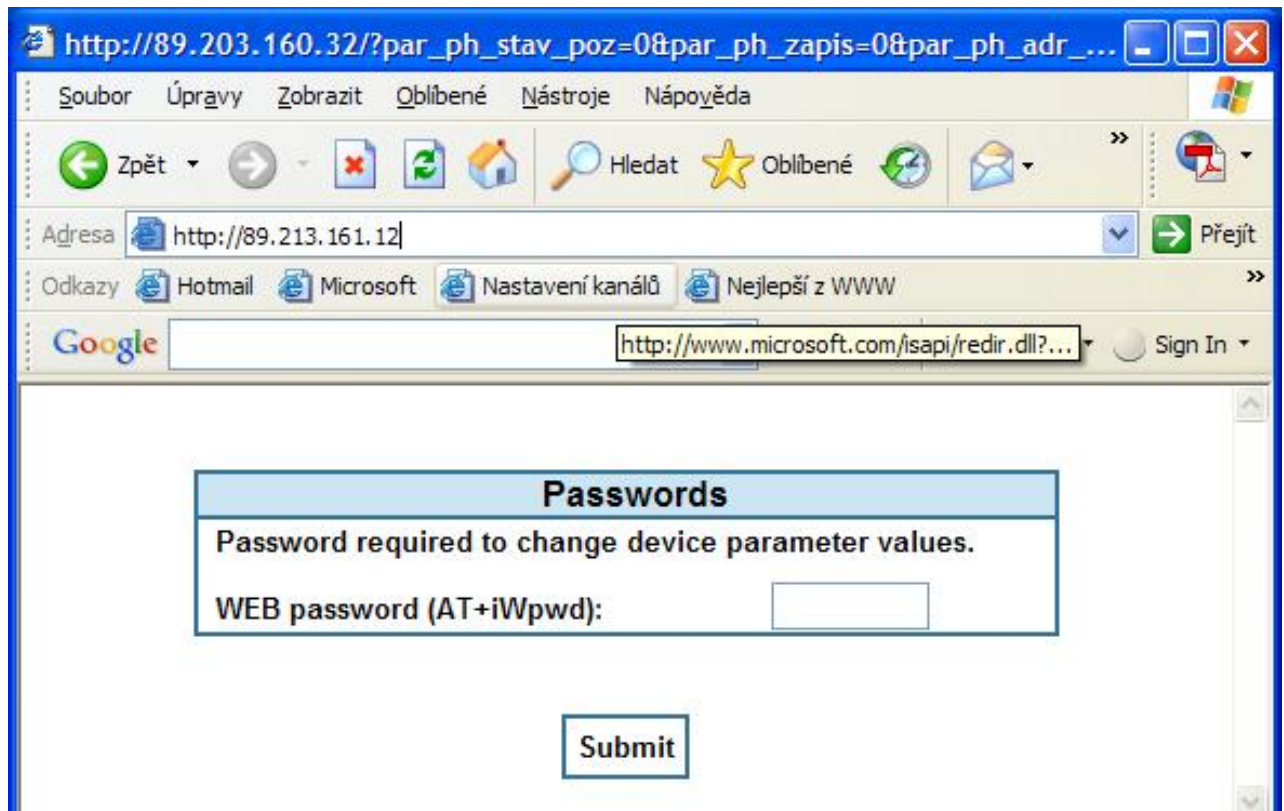 http://89.203.160.32/?par_ph_stav_poz=0&par_ph_zapis=0&par_ph_adr_...
Soubor Úpravy Zobrazit Oblíbené Nástroje Nápověda
Zpět Hledat Oblíbené »
Adresa http://89.213.161.12 Přejít
Odkazy Hotmail Microsoft Nastavení kanálů Nejlepší z WWW »
Google http://www.microsoft.com/isapi/redir.dll?... Sign In
Passwords
Password required to change device parameter values.
WEB password (AT+iWpwd):
Submit